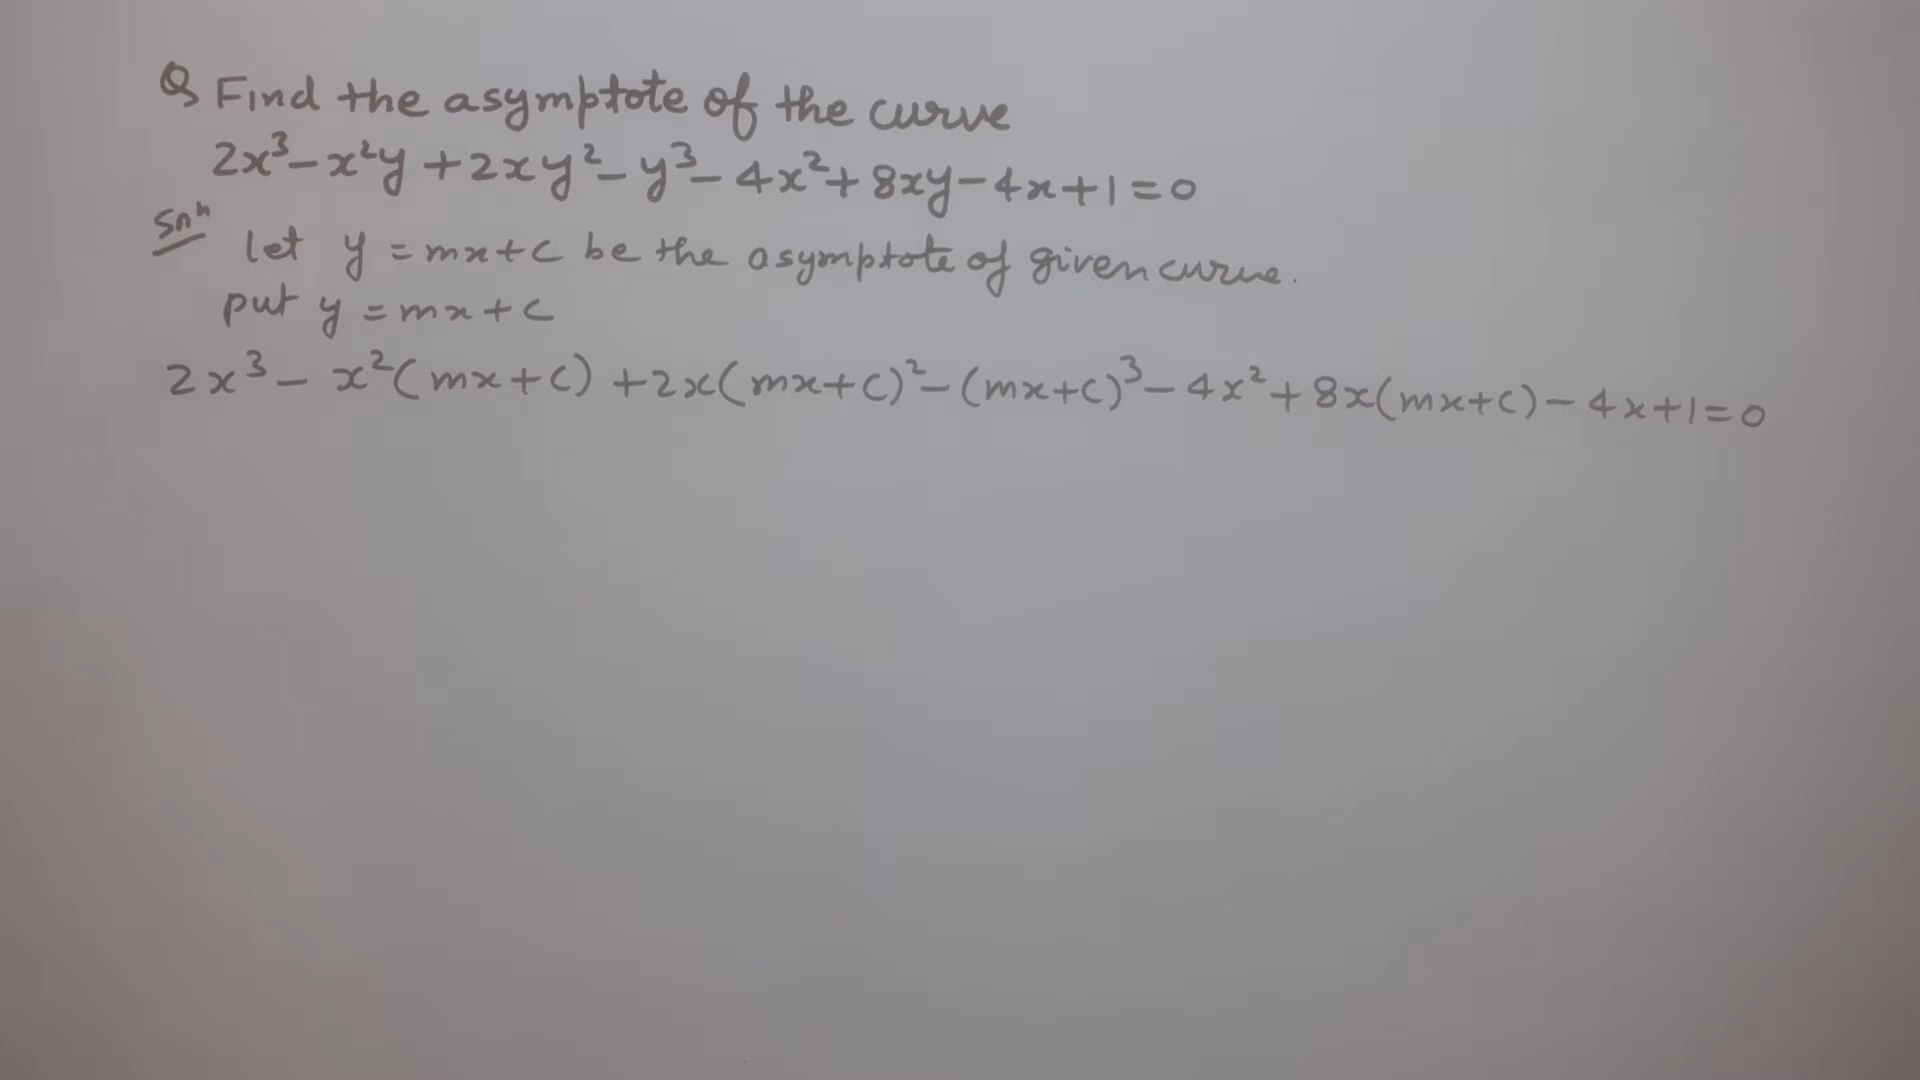 Q Find the asymptote of the curve
2x³ - x²y + 2xy² - y³ - 4x² + 8xy - 4x + 1 = 0
Solⁿ
let y = mx + c be the asymptote of given curve.
put y = mx + c
2x³ - x²(mx + c) + 2x(mx + c)² - (mx + c)³ - 4x² + 8x(mx + c) - 4x + 1 = 0